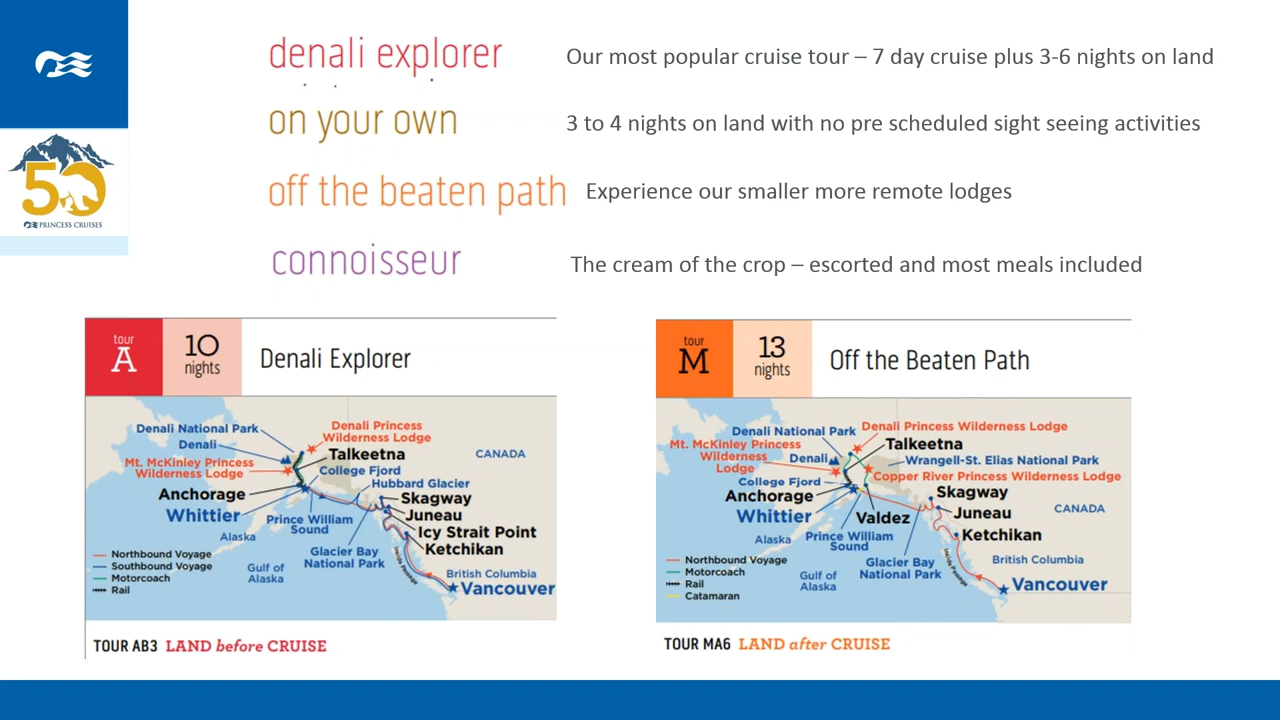 denali explorer
Our most popular cruise tour – 7 day cruise plus 3-6 nights on land
on your own
3 to 4 nights on land with no pre scheduled sight seeing activities
off the beaten path
Experience our smaller more remote lodges
connoisseur
The cream of the crop – escorted and most meals included
50
PRINCESS CRUISES
tour
A
10
nights
Denali Explorer
Denali National Park
Denali Princess
Wilderness Lodge
Denali
Talkeetna
CANADA
Mt. McKinley Princess
Wilderness Lodge
College Fjord
Hubbard Glacier
Anchorage
Skagway
Whittier
Juneau
Prince William
Sound
Icy Strait Point
Alaska
Ketchikan
Glacier Bay
National Park
Inside Passage
Gulf of
Alaska
British Columbia
Vancouver
Northbound Voyage
Southbound Voyage
Motorcoach
Rail
TOUR AB3 LAND before CRUISE
tour
M
13
nights
Off the Beaten Path
Denali National Park
Denali Princess Wilderness Lodge
Mt. McKinley Princess
Wilderness
Lodge
Talkeetna
Denali
Wrangell-St. Elias National Park
College Fjord
Copper River Princess Wilderness Lodge
Anchorage
Skagway
Whittier
Valdez
Juneau
CANADA
Alaska
Prince William
Sound
Ketchikan
Glacier Bay
National Park
Inside Passage
Gulf of
Alaska
British Columbia
Vancouver
Northbound Voyage
Motorcoach
Rail
Catamaran
TOUR MA6 LAND after CRUISE